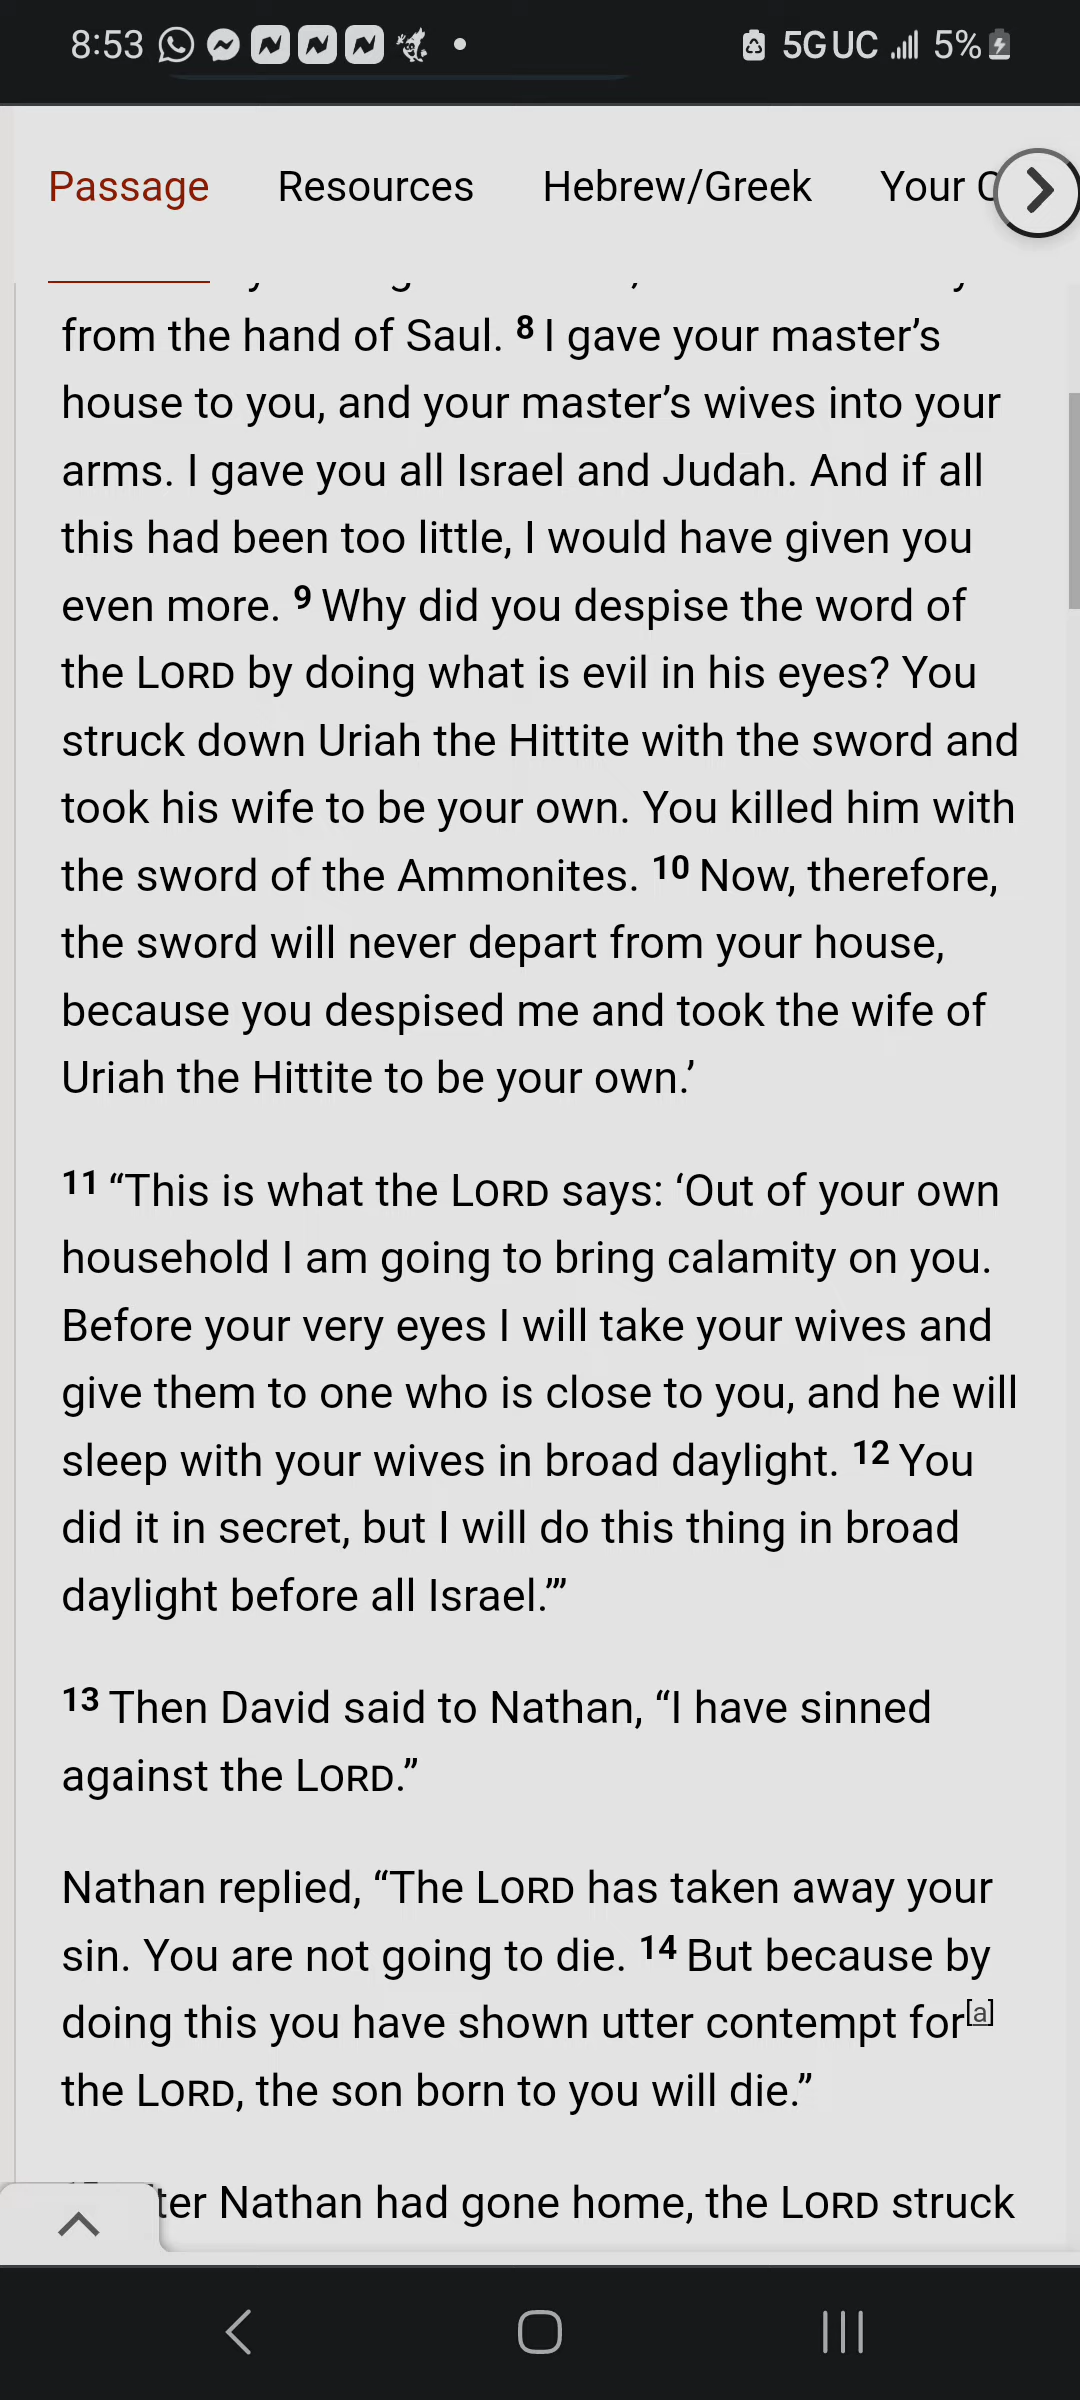 8:53
5G UC 5%
Passage Resources Hebrew/Greek Your
from the hand of Saul. 8 I gave your master’s
house to you, and your master’s wives into your
arms. I gave you all Israel and Judah. And if all
this had been too little, I would have given you
even more. 9 Why did you despise the word of
the LORD by doing what is evil in his eyes? You
struck down Uriah the Hittite with the sword and
took his wife to be your own. You killed him with
the sword of the Ammonites. 10 Now, therefore,
the sword will never depart from your house,
because you despised me and took the wife of
Uriah the Hittite to be your own.’
11 “This is what the LORD says: ‘Out of your own
household I am going to bring calamity on you.
Before your very eyes I will take your wives and
give them to one who is close to you, and he will
sleep with your wives in broad daylight. 12 You
did it in secret, but I will do this thing in broad
daylight before all Israel.’”
13 Then David said to Nathan, “I have sinned
against the LORD.”
Nathan replied, “The LORD has taken away your
sin. You are not going to die. 14 But because by
doing this you have shown utter contempt for[a]
the LORD, the son born to you will die.”
ter Nathan had gone home, the LORD struck